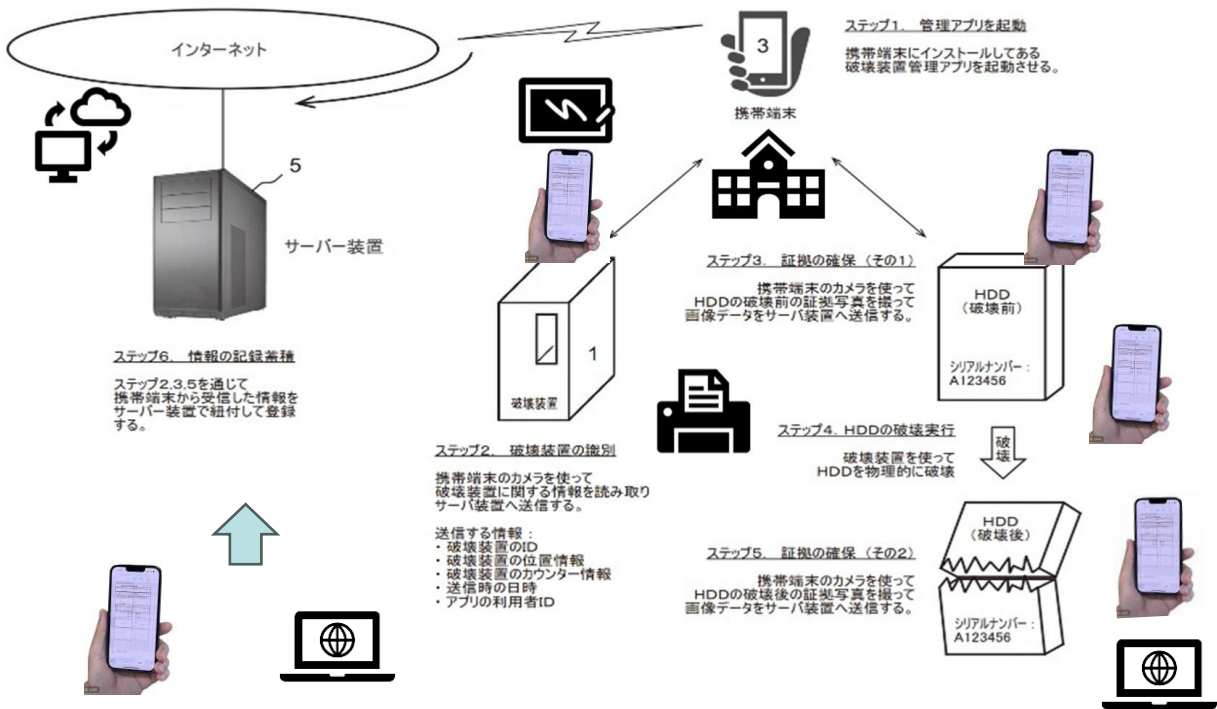 インターネット
5
サーバー装置
ステップ6. 情報の記録蓄積
ステップ2,3,5を通じて
携帯端末から受信した情報を
サーバー装置で紐付して登録
する。
3
携帯端末
ステップ1. 管理アプリを起動
携帯端末にインストールしてある
破壊装置管理アプリを起動させる。
1
破壊装置
ステップ2. 破壊装置の識別
携帯端末のカメラを使って
破壊装置に関する情報を読み取り
サーバ装置へ送信する。
送信する情報:
・破壊装置のID
・破壊装置の位置情報
・破壊装置のカウンター情報
・送信時の日時
・アプリの利用者ID
ステップ3. 証拠の確保 (その1)
携帯端末のカメラを使って
HDDの破壊前の証拠写真を撮って
画像データをサーバ装置へ送信する。
HDD
(破壊前)
シリアルナンバー:
A123456
ステップ4. HDDの破壊実行
破壊装置を使って
HDDを物理的に破壊
破壊
ステップ5. 証拠の確保 (その2)
携帯端末のカメラを使って
HDDの破壊後の証拠写真を撮って
画像データをサーバ装置へ送信する。
HDD
(破壊後)
シリアルナンバー:
A123456